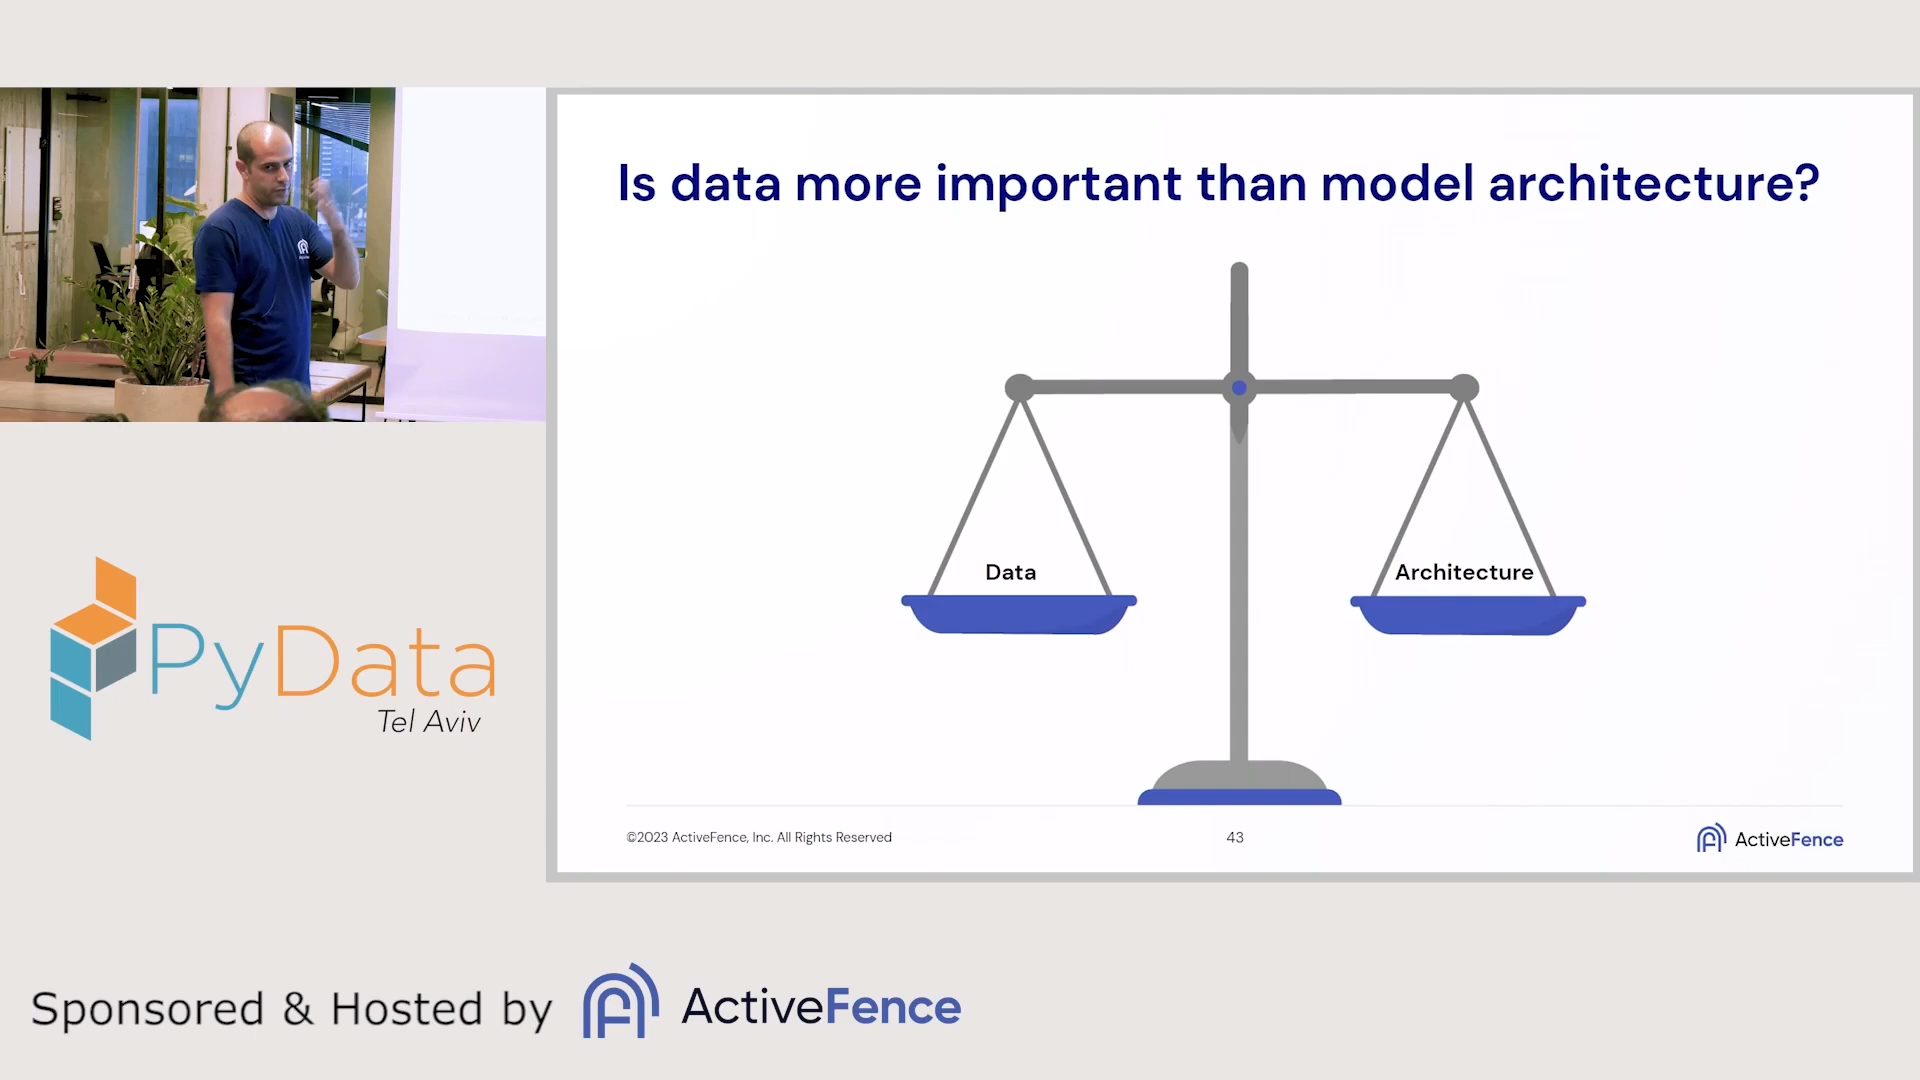 Is data more important than model architecture?
Data
Architecture
©2023 ActiveFence, Inc. All Rights Reserved
43
ActiveFence
PyData
Tel Aviv
Sponsored & Hosted by ActiveFence